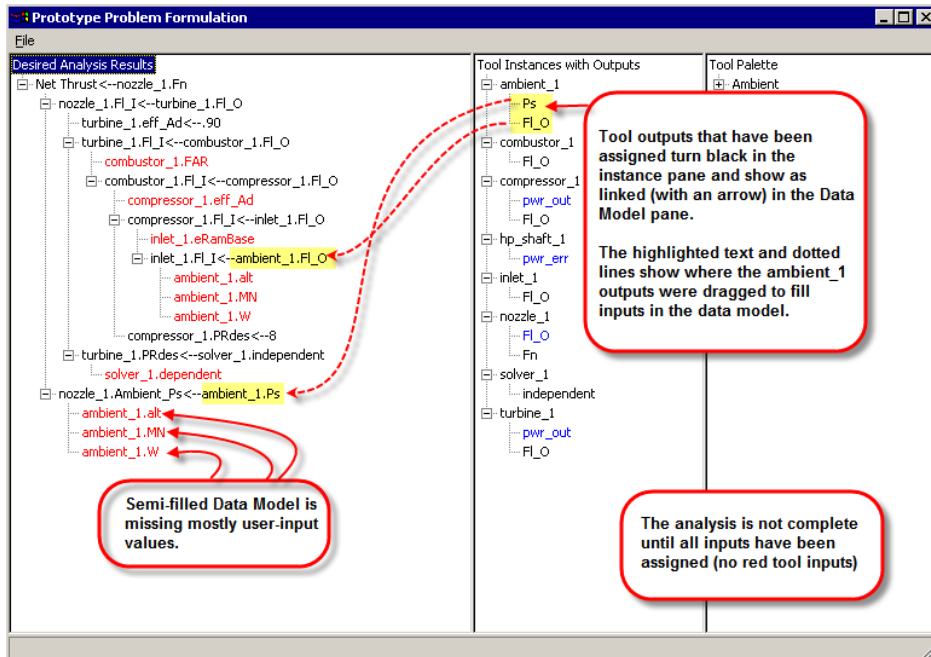 Prototype Problem Formulation
File
Desired Analysis Results
Net Thrust<--nozzle_1.Fn
nozzle_1.Fl_I<--turbine_1.Fl_O
turbine_1.eff_Ad<--.90
turbine_1.Fl_I<--combustor_1.Fl_O
combustor_1.FAR
combustor_1.Fl_I<--compressor_1.Fl_O
compressor_1.eff_Ad
compressor_1.Fl_I<--inlet_1.Fl_O
inlet_1.eRamBase
inlet_1.Fl_I<--ambient_1.Fl_O
ambient_1.alt
ambient_1.MN
ambient_1.W
compressor_1.PRdes<--8
turbine_1.PRdes<--solver_1.independent
solver_1.dependent
nozzle_1.Ambient_Ps<--ambient_1.Ps
ambient_1.alt
ambient_1.MN
ambient_1.W
Semi-filled Data Model is
missing mostly user-input
values.
Tool Instances with Outputs
ambient_1
Ps
Fl_O
combustor_1
Fl_O
compressor_1
pwr_out
Fl_O
hp_shaft_1
pwr_err
inlet_1
Fl_O
nozzle_1
Fl_O
Fn
solver_1
independent
turbine_1
pwr_out
Fl_O
Tool Palette
Ambient
Tool outputs that have been
assigned turn black in the
instance pane and show as
linked (with an arrow) in the Data
Model pane.
The highlighted text and dotted
lines show where the ambient_1
outputs were dragged to fill
inputs in the data model.
The analysis is not complete
until all inputs have been
assigned (no red tool inputs)